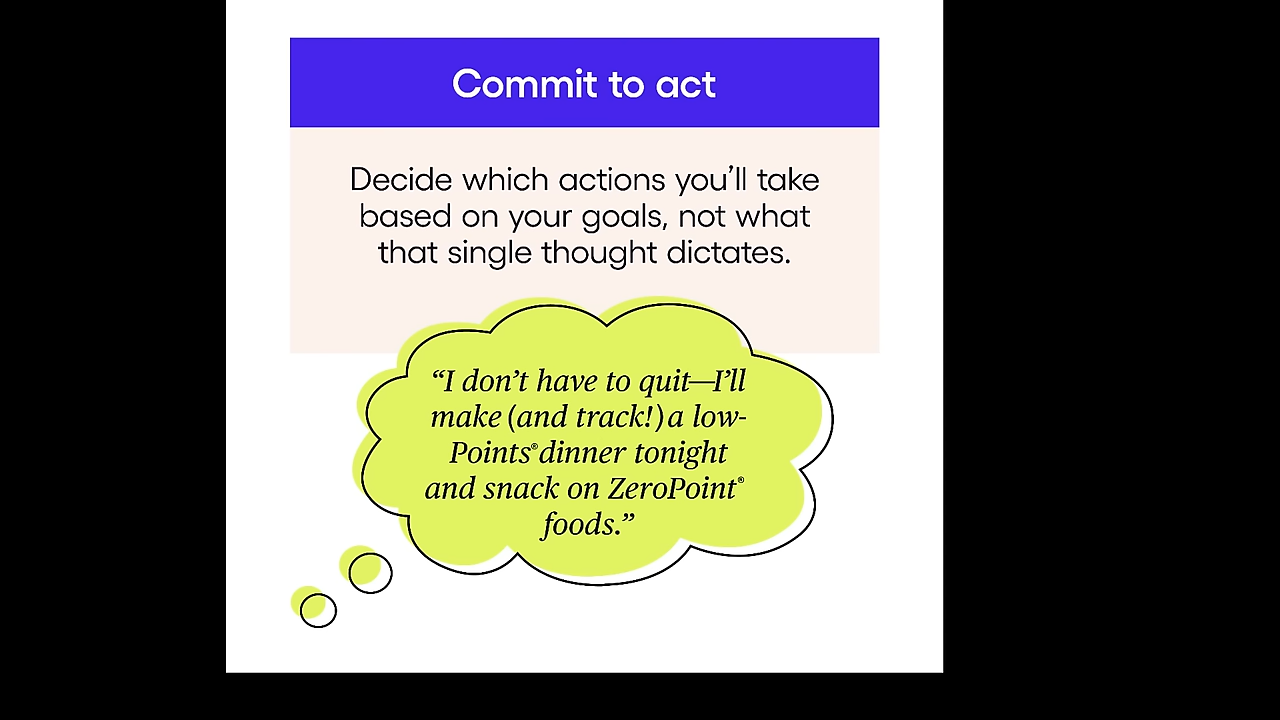 Commit to act
Decide which actions you’ll take
based on your goals, not what
that single thought dictates.
“I don’t have to quit—I’ll
make (and track!) a low-
Points® dinner tonight
and snack on ZeroPoint®
foods.”